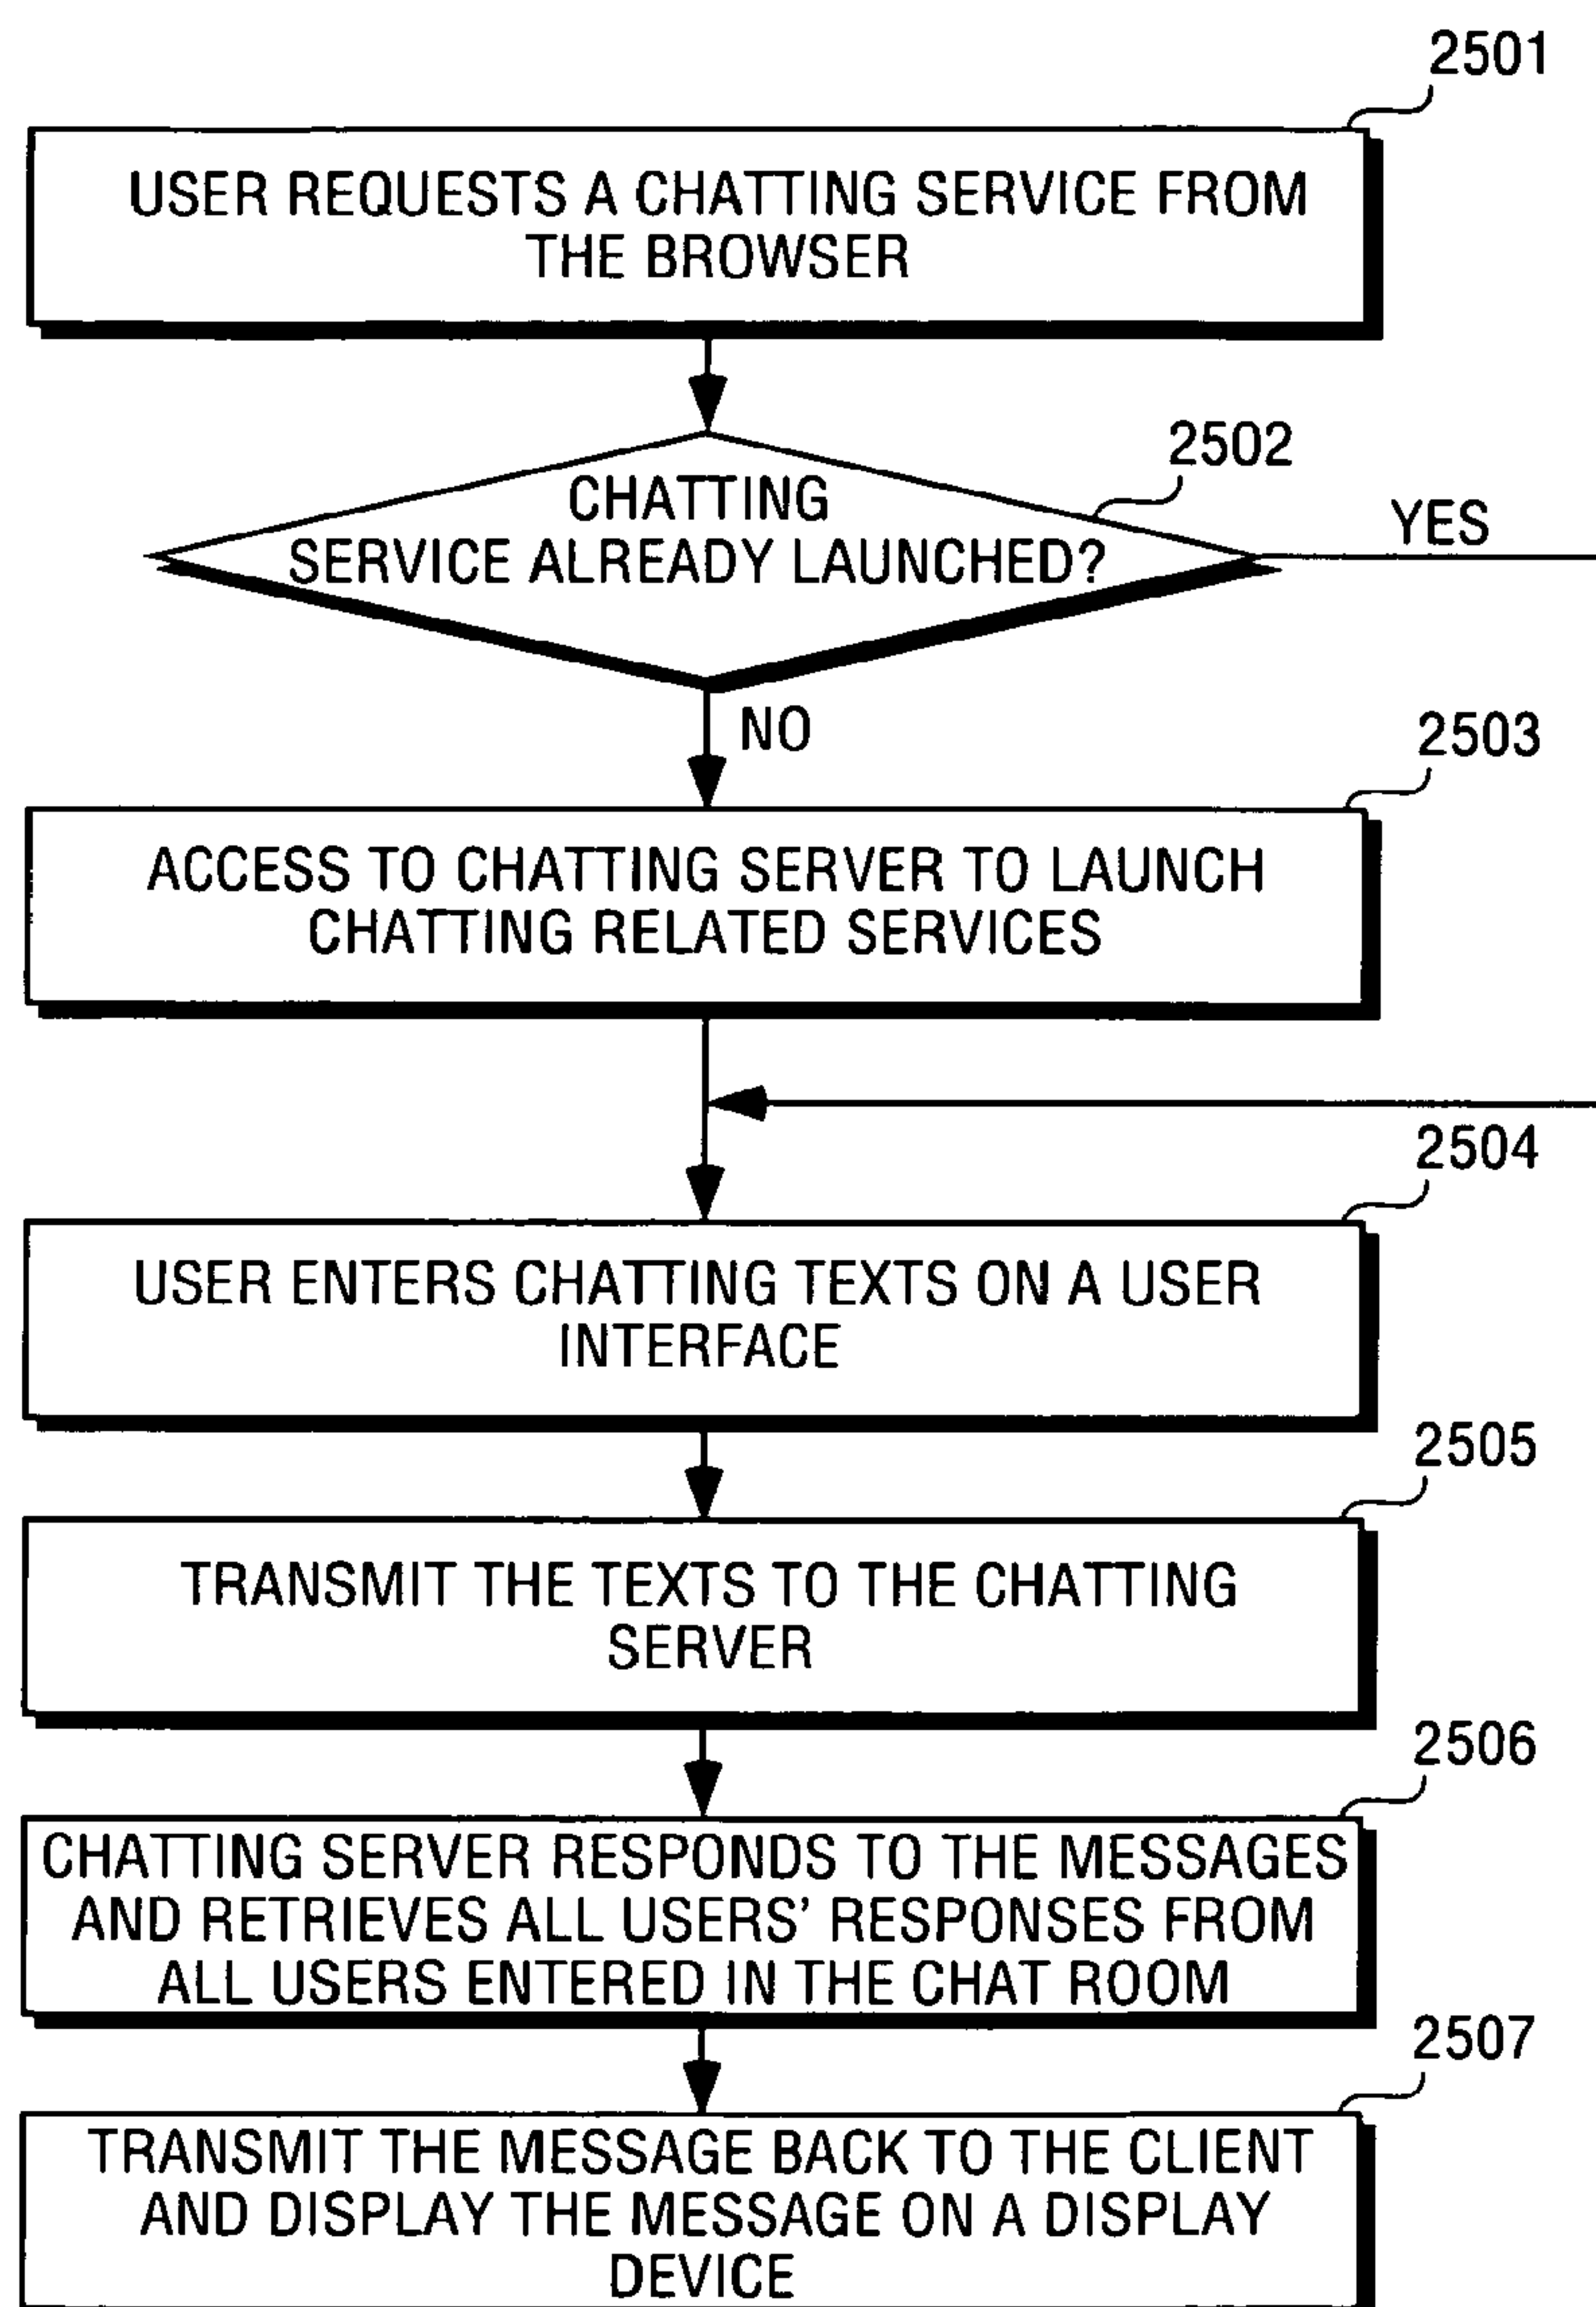 2501
USER REQUESTS A CHATTING SERVICE FROM
THE BROWSER
2502
CHATTING
SERVICE ALREADY LAUNCHED?
YES
NO
2503
ACCESS TO CHATTING SERVER TO LAUNCH
CHATTING RELATED SERVICES
2504
USER ENTERS CHATTING TEXTS ON A USER
INTERFACE
2505
TRANSMIT THE TEXTS TO THE CHATTING
SERVER
2506
CHATTING SERVER RESPONDS TO THE MESSAGES
AND RETRIEVES ALL USERS' RESPONSES FROM
ALL USERS ENTERED IN THE CHAT ROOM
2507
TRANSMIT THE MESSAGE BACK TO THE CLIENT
AND DISPLAY THE MESSAGE ON A DISPLAY
DEVICE